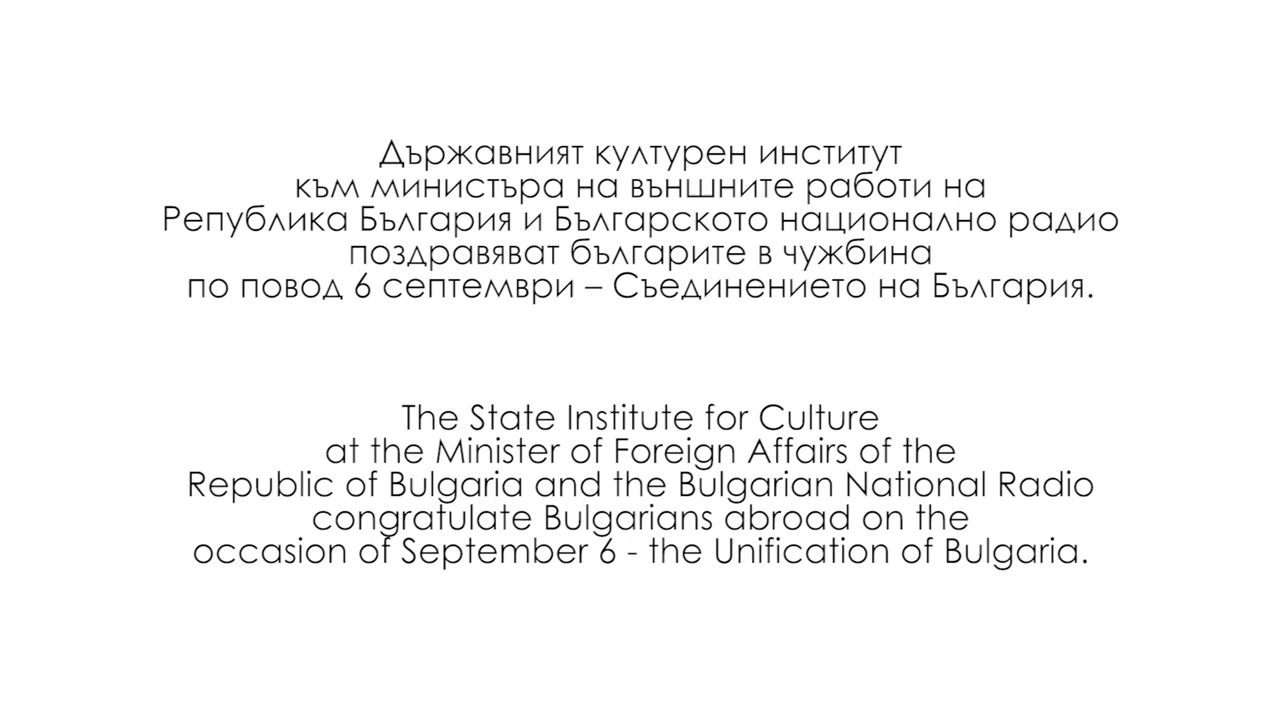 Държавният културен институт
към министъра на външните работи на
Република България и Българското национално радио
поздравяват българите в чужбина
по повод 6 септември – Съединението на България.
The State Institute for Culture
at the Minister of Foreign Affairs of the
Republic of Bulgaria and the Bulgarian National Radio
congratulate Bulgarians abroad on the
occasion of September 6 - the Unification of Bulgaria.